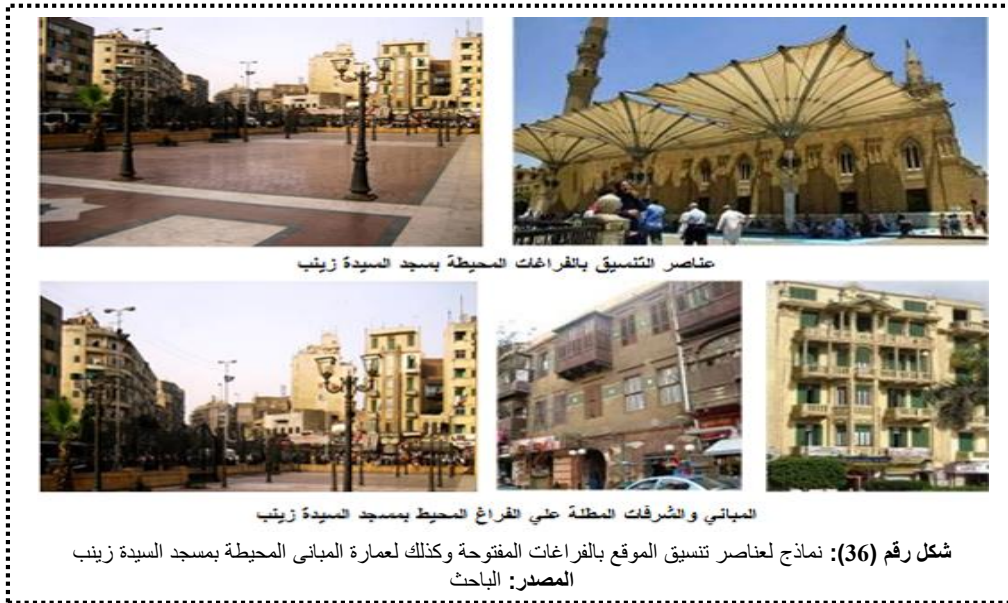 عناصر التنسيق بالفراغات المحيطة بمسجد السيدة زينب
المباني والشرفات المطلة علي الفراغ المحيط بمسجد السيدة زينب
شكل رقم (36): نماذج لعناصر تنسيق الموقع بالفراغات المفتوحة وكذلك لعمارة المبانى المحيطة بمسجد السيدة زينب
المصدر: الباحث